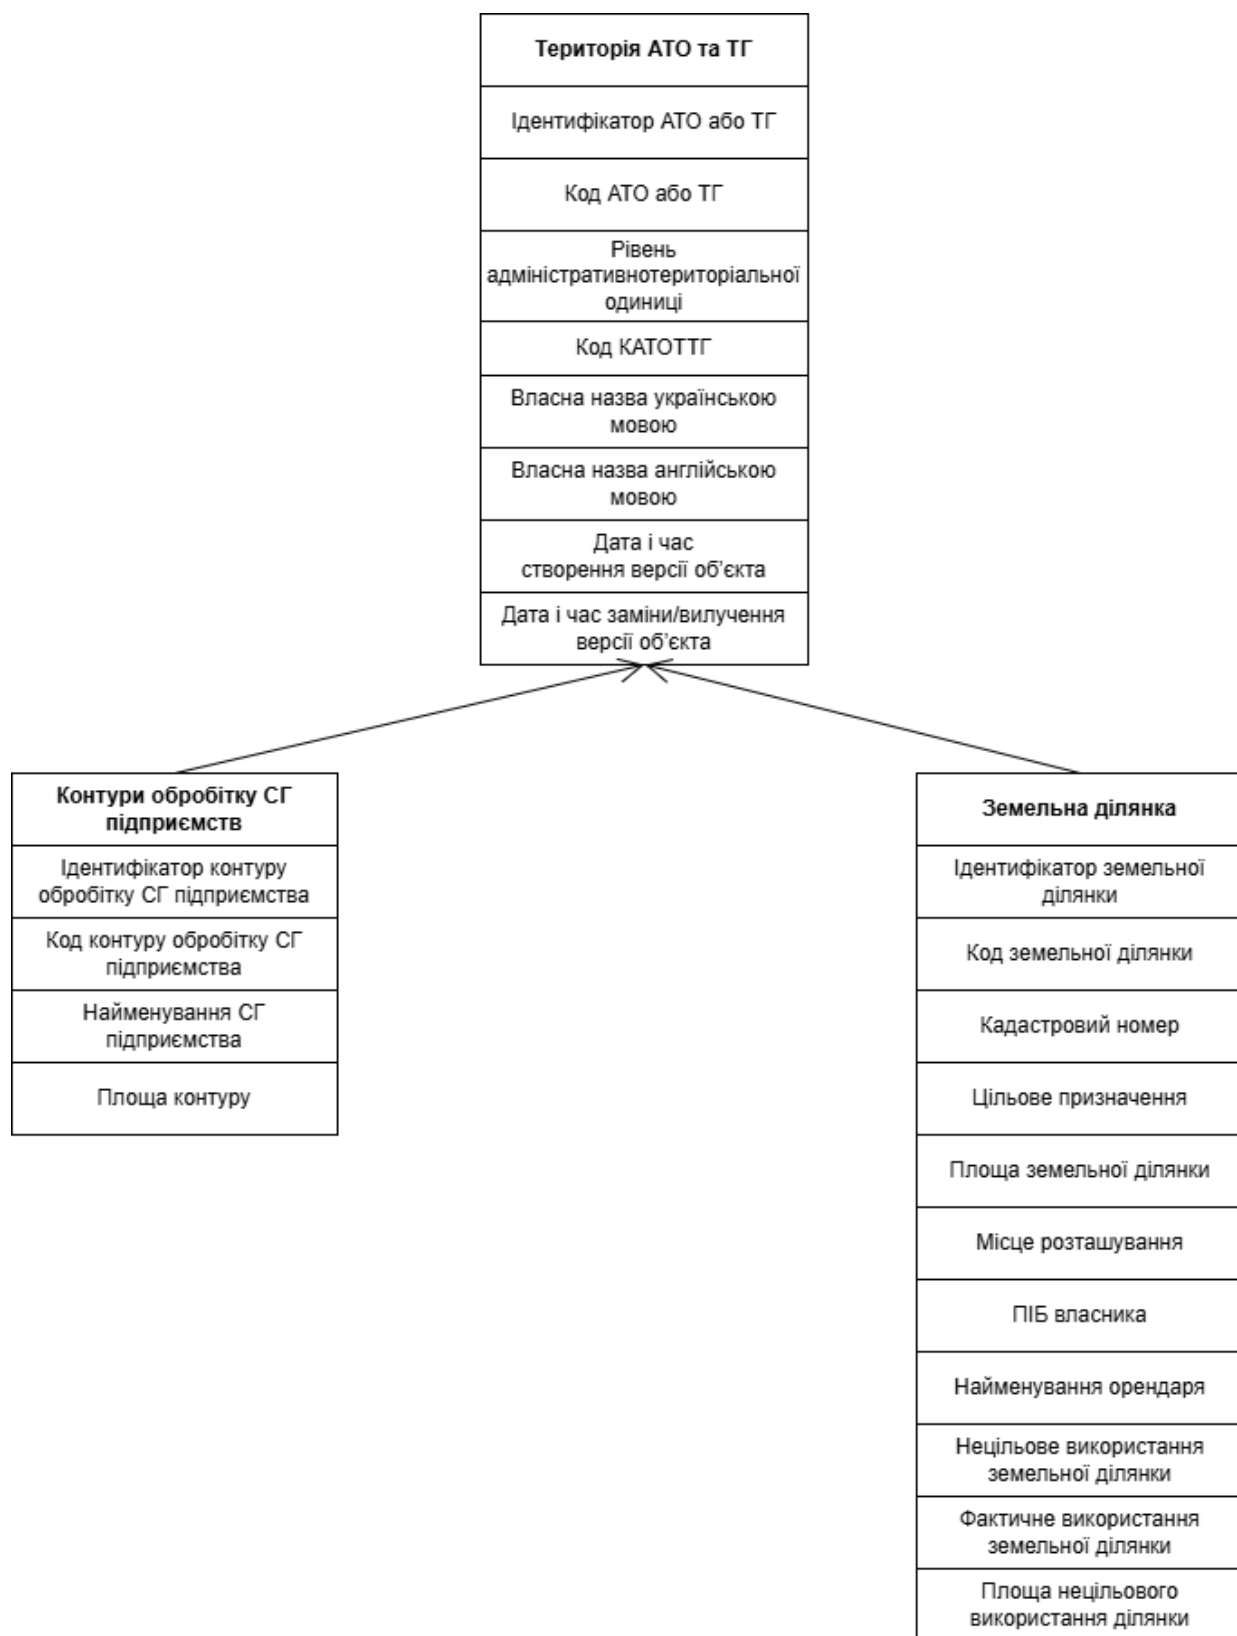 Територія АТО та ТГ
Ідентифікатор АТО або ТГ
Код АТО або ТГ
Рівень
адміністративнотериторіальної
одиниці
Код КАТОТТГ
Власна назва українською
мовою
Власна назва англійською
мовою
Дата і час
створення версії об’єкта
Дата і час заміни/вилучення
версії об’єкта
Контури обробітку СГ
підприємств
Ідентифікатор контуру
обробітку СГ підприємства
Код контуру обробітку СГ
підприємства
Найменування СГ
підприємства
Площа контуру
Земельна ділянка
Ідентифікатор земельної
ділянки
Код земельної ділянки
Кадастровий номер
Цільове призначення
Площа земельної ділянки
Місце розташування
ПІБ власника
Найменування орендаря
Нецільове використання
земельної ділянки
Фактичне використання
земельної ділянки
Площа нецільового
використання ділянки